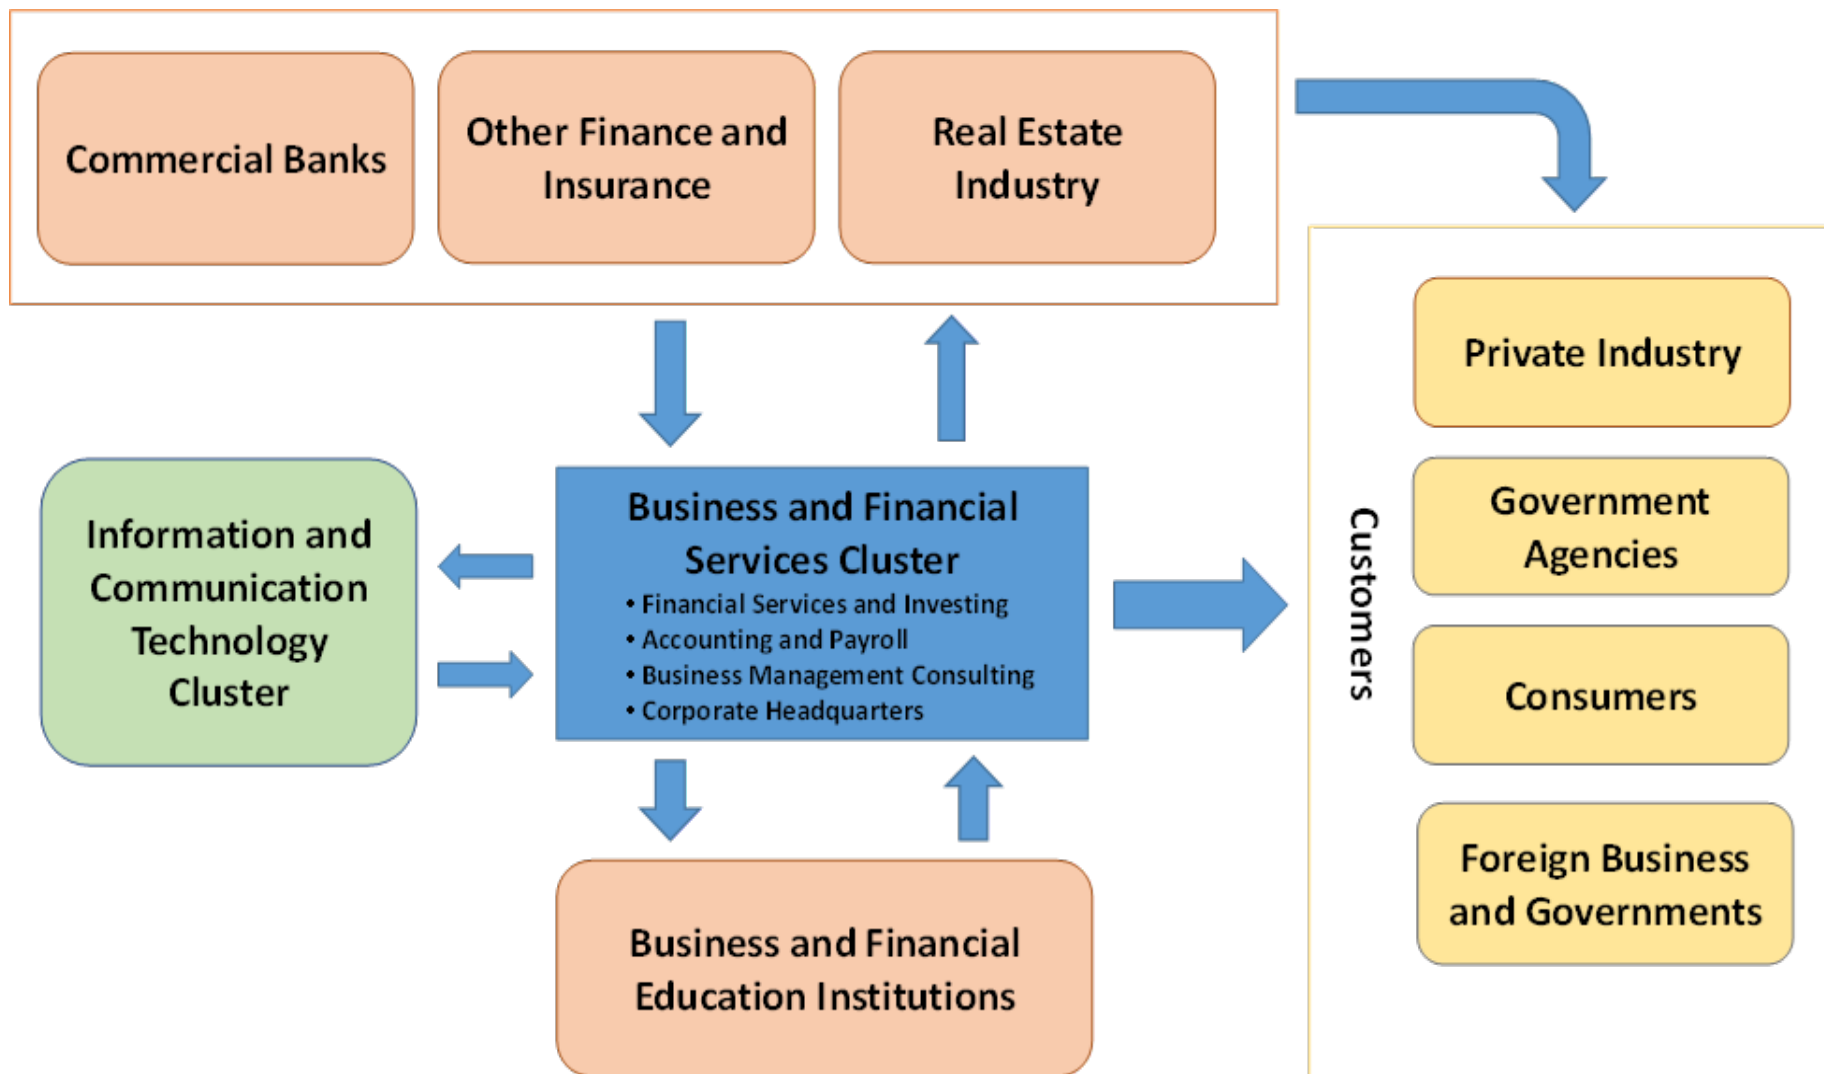 Commercial Banks
Other Finance and
Insurance
Real Estate
Industry
Information and
Communication
Technology
Cluster
Business and Financial
Services Cluster
• Financial Services and Investing
• Accounting and Payroll
• Business Management Consulting
• Corporate Headquarters
Business and Financial
Education Institutions
Customers
Private Industry
Government
Agencies
Consumers
Foreign Business
and Governments